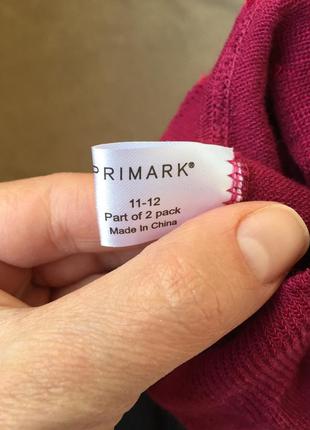 PRIMARK®
11-12
Part of 2 pack
Made In China